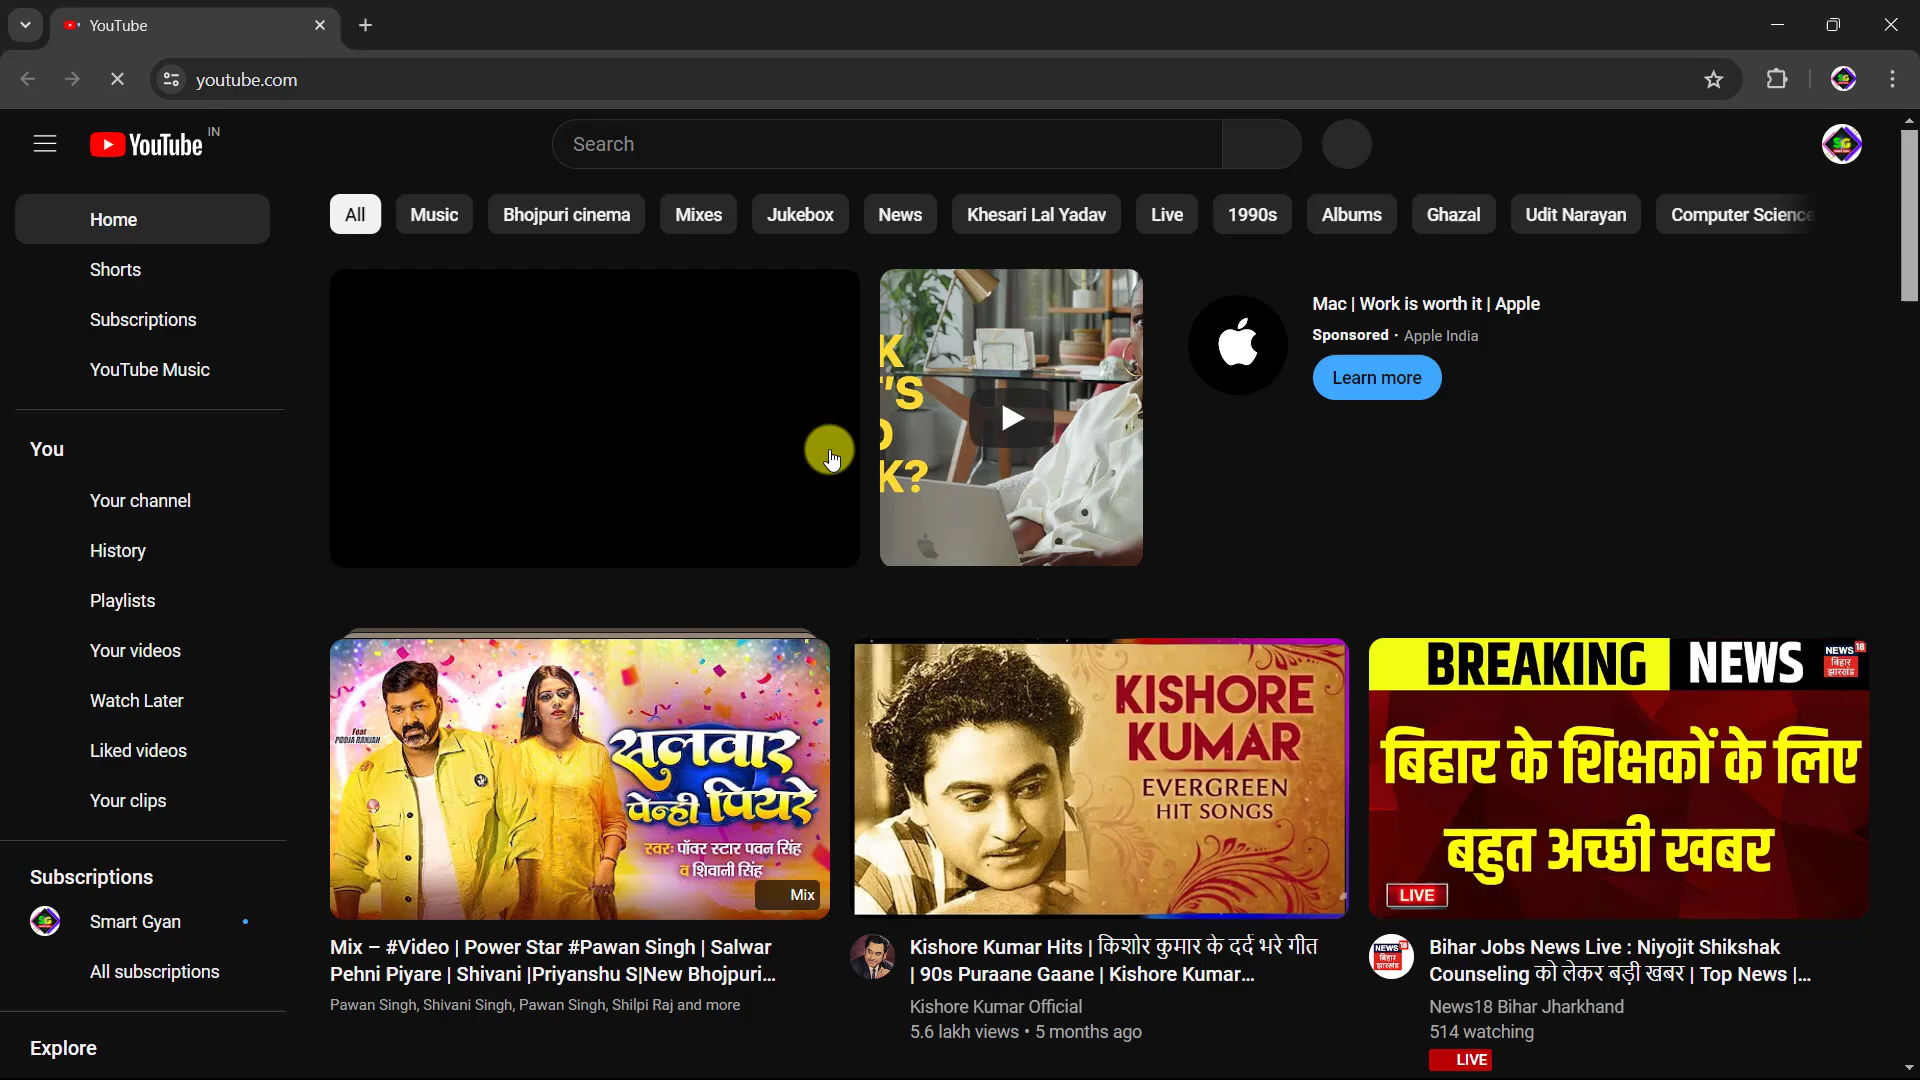 YouTube
youtube.com
YouTube IN
Search
All
Music
Bhojpuri cinema
Mixes
Jukebox
News
Khesari Lal Yadav
Live
1990s
Albums
Ghazal
Udit Narayan
Computer Science
Home
Shorts
Subscriptions
YouTube Music
You
Your channel
History
Playlists
Your videos
Watch Later
Liked videos
Your clips
Subscriptions
Smart Gyan
All subscriptions
Explore
K
'S
K?
Mac | Work is worth it | Apple
Sponsored · Apple India
Learn more
Feat
POOJA RANJAN
सलवार
पेन्ही पियरे
स्वर: पॉवर स्टार पवन सिंह
व शिवानी सिंह
Mix
Mix – #Video | Power Star #Pawan Singh | Salwar
Pehni Piyare | Shivani |Priyanshu S|New Bhojpuri...
Pawan Singh, Shivani Singh, Pawan Singh, Shilpi Raj and more
KISHORE
KUMAR
EVERGREEN
HIT SONGS
Kishore Kumar Hits | किशोर कुमार के दर्द भरे गीत
| 90s Puraane Gaane | Kishore Kumar...
Kishore Kumar Official
5.6 lakh views • 5 months ago
BREAKING NEWS
NEWS 18
बिहार
झारखंड
बिहार के शिक्षकों के लिए
बहुत अच्छी खबर
LIVE
Bihar Jobs News Live : Niyojit Shikshak
Counseling को लेकर बड़ी खबर | Top News |...
News18 Bihar Jharkhand
514 watching
LIVE